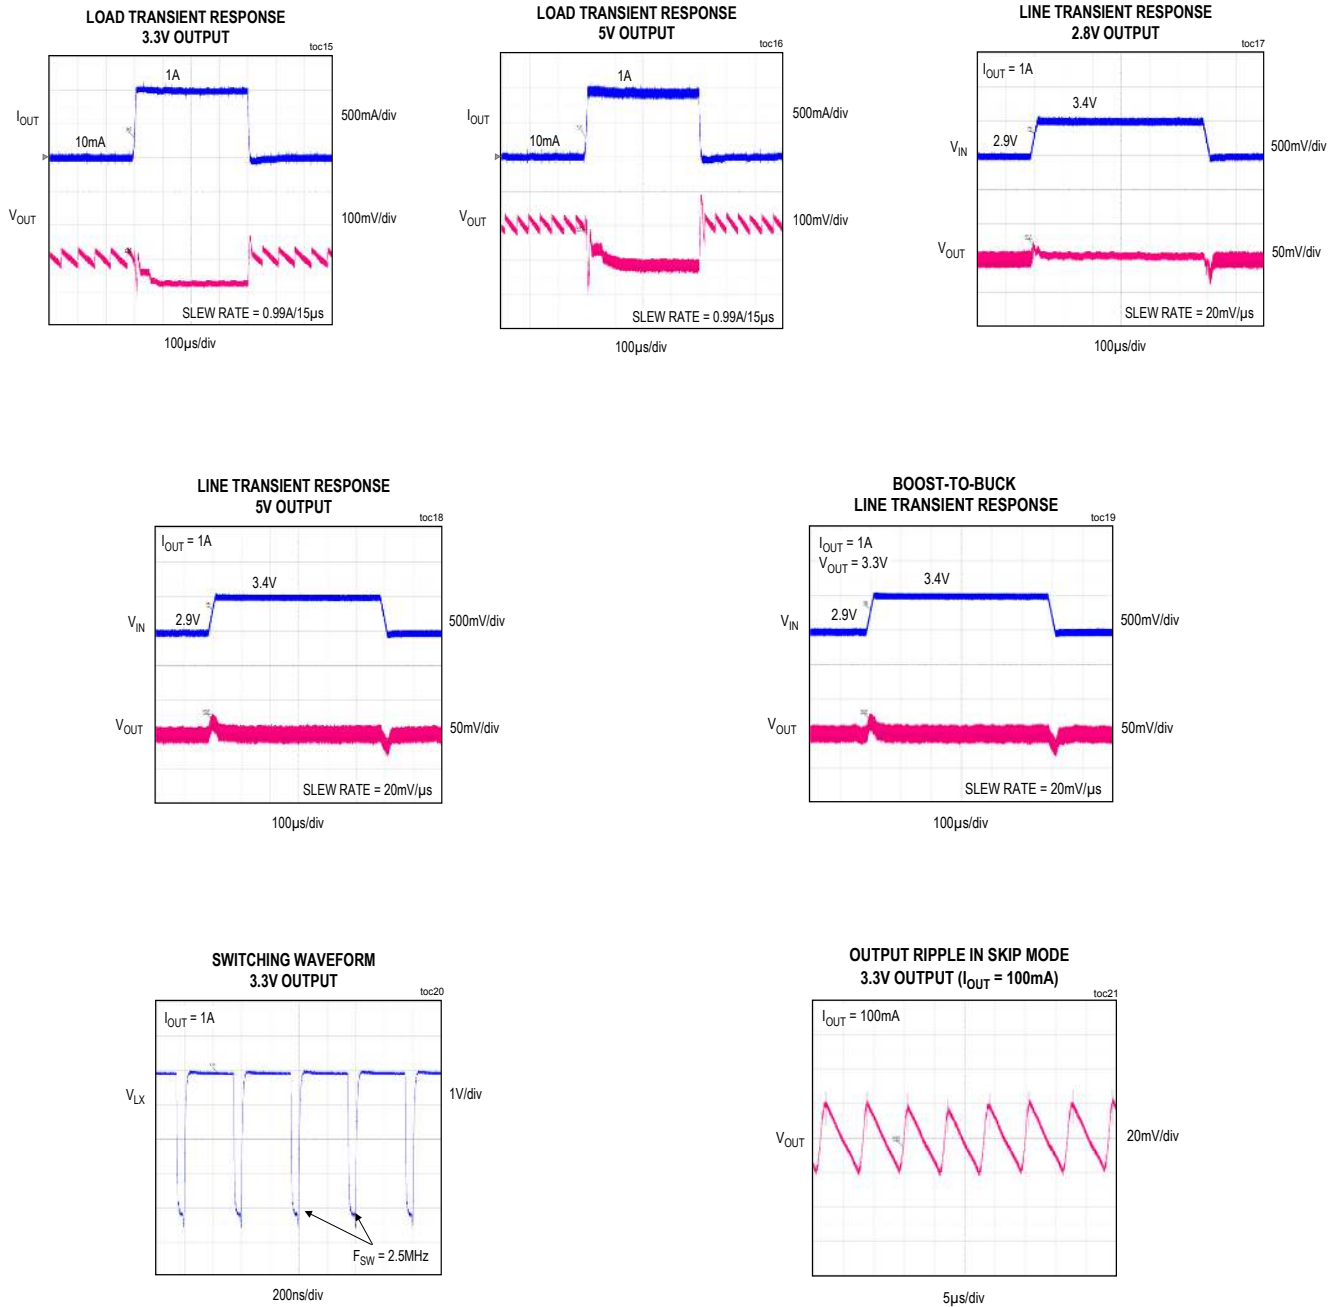 LOAD TRANSIENT RESPONSE
3.3V OUTPUT
toc15
1A
IOUT
500mA/div
10mA
VOUT
100mV/div
SLEW RATE = 0.99A/15µs
100µs/div
LOAD TRANSIENT RESPONSE
5V OUTPUT
toc16
1A
IOUT
500mA/div
10mA
VOUT
100mV/div
SLEW RATE = 0.99A/15µs
100µs/div
LINE TRANSIENT RESPONSE
2.8V OUTPUT
toc17
IOUT = 1A
3.4V
2.9V
VIN
500mV/div
VOUT
50mV/div
SLEW RATE = 20mV/µs
100µs/div
LINE TRANSIENT RESPONSE
5V OUTPUT
toc18
IOUT = 1A
3.4V
2.9V
VIN
500mV/div
VOUT
50mV/div
SLEW RATE = 20mV/µs
100µs/div
BOOST-TO-BUCK
LINE TRANSIENT RESPONSE
toc19
IOUT = 1A
VOUT = 3.3V
3.4V
2.9V
VIN
500mV/div
VOUT
50mV/div
SLEW RATE = 20mV/µs
100µs/div
SWITCHING WAVEFORM
3.3V OUTPUT
toc20
IOUT = 1A
VLX
1V/div
FSW = 2.5MHz
200ns/div
OUTPUT RIPPLE IN SKIP MODE
3.3V OUTPUT (IOUT = 100mA)
toc21
IOUT = 100mA
VOUT
20mV/div
5µs/div